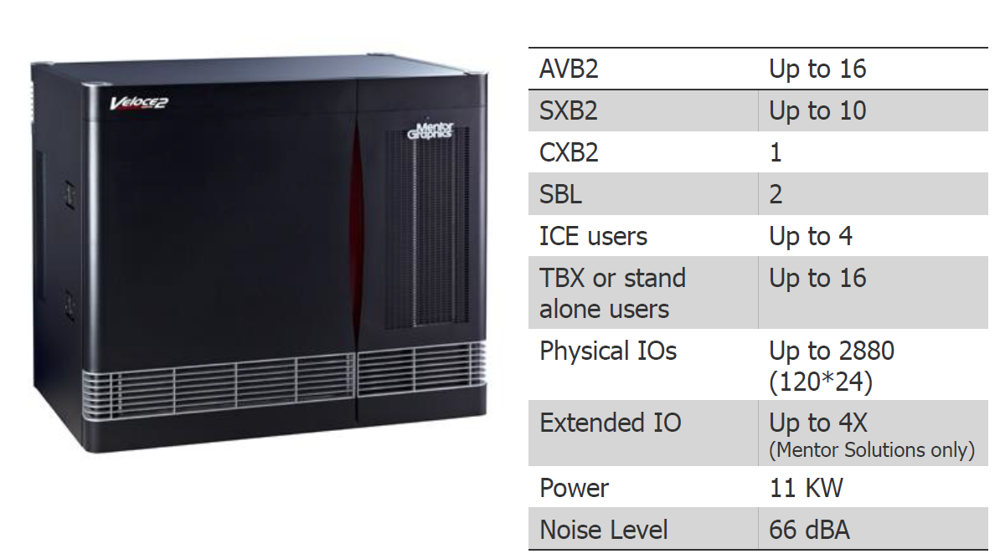 VELOCE2
Mentor
Graphics
AVB2 Up to 16
SXB2 Up to 10
CXB2 1
SBL 2
ICE users Up to 4
TBX or stand Up to 16
alone users
Physical IOs Up to 2880
(120*24)
Extended IO Up to 4X
(Mentor Solutions only)
Power 11 KW
Noise Level 66 dBA